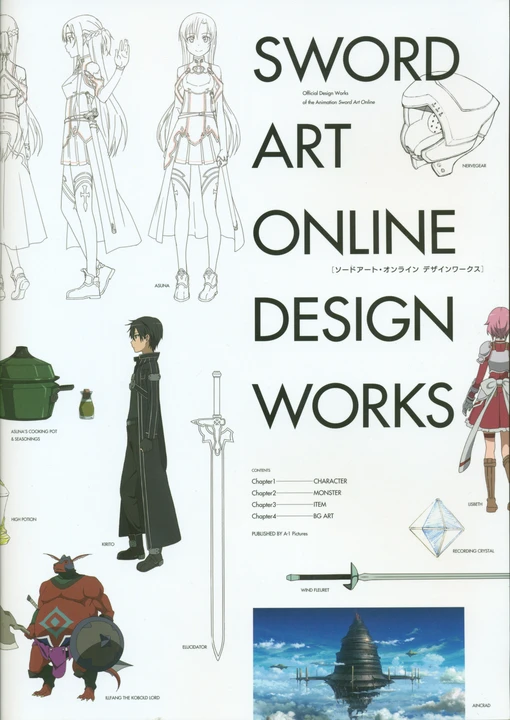 SWORD
Official Design Works
of the Animation Sword Art Online
ART
NERVEGEAR
ONLINE
[ソードアート・オンライン デザインワークス]
ASUNA
DESIGN
WORKS
ASUNA'S COOKING POT
& SEASONINGS
CONTENTS
Chapter1 CHARACTER
Chapter2 MONSTER
Chapter3 ITEM
Chapter4 BG ART
LISBETH
HIGH POTION
PUBLISHED BY A-1 Pictures
KIRITO
RECORDING CRYSTAL
WIND FLEURET
ELUCIDATOR
ILLFANG THE KOBOLD LORD
AINCRAD